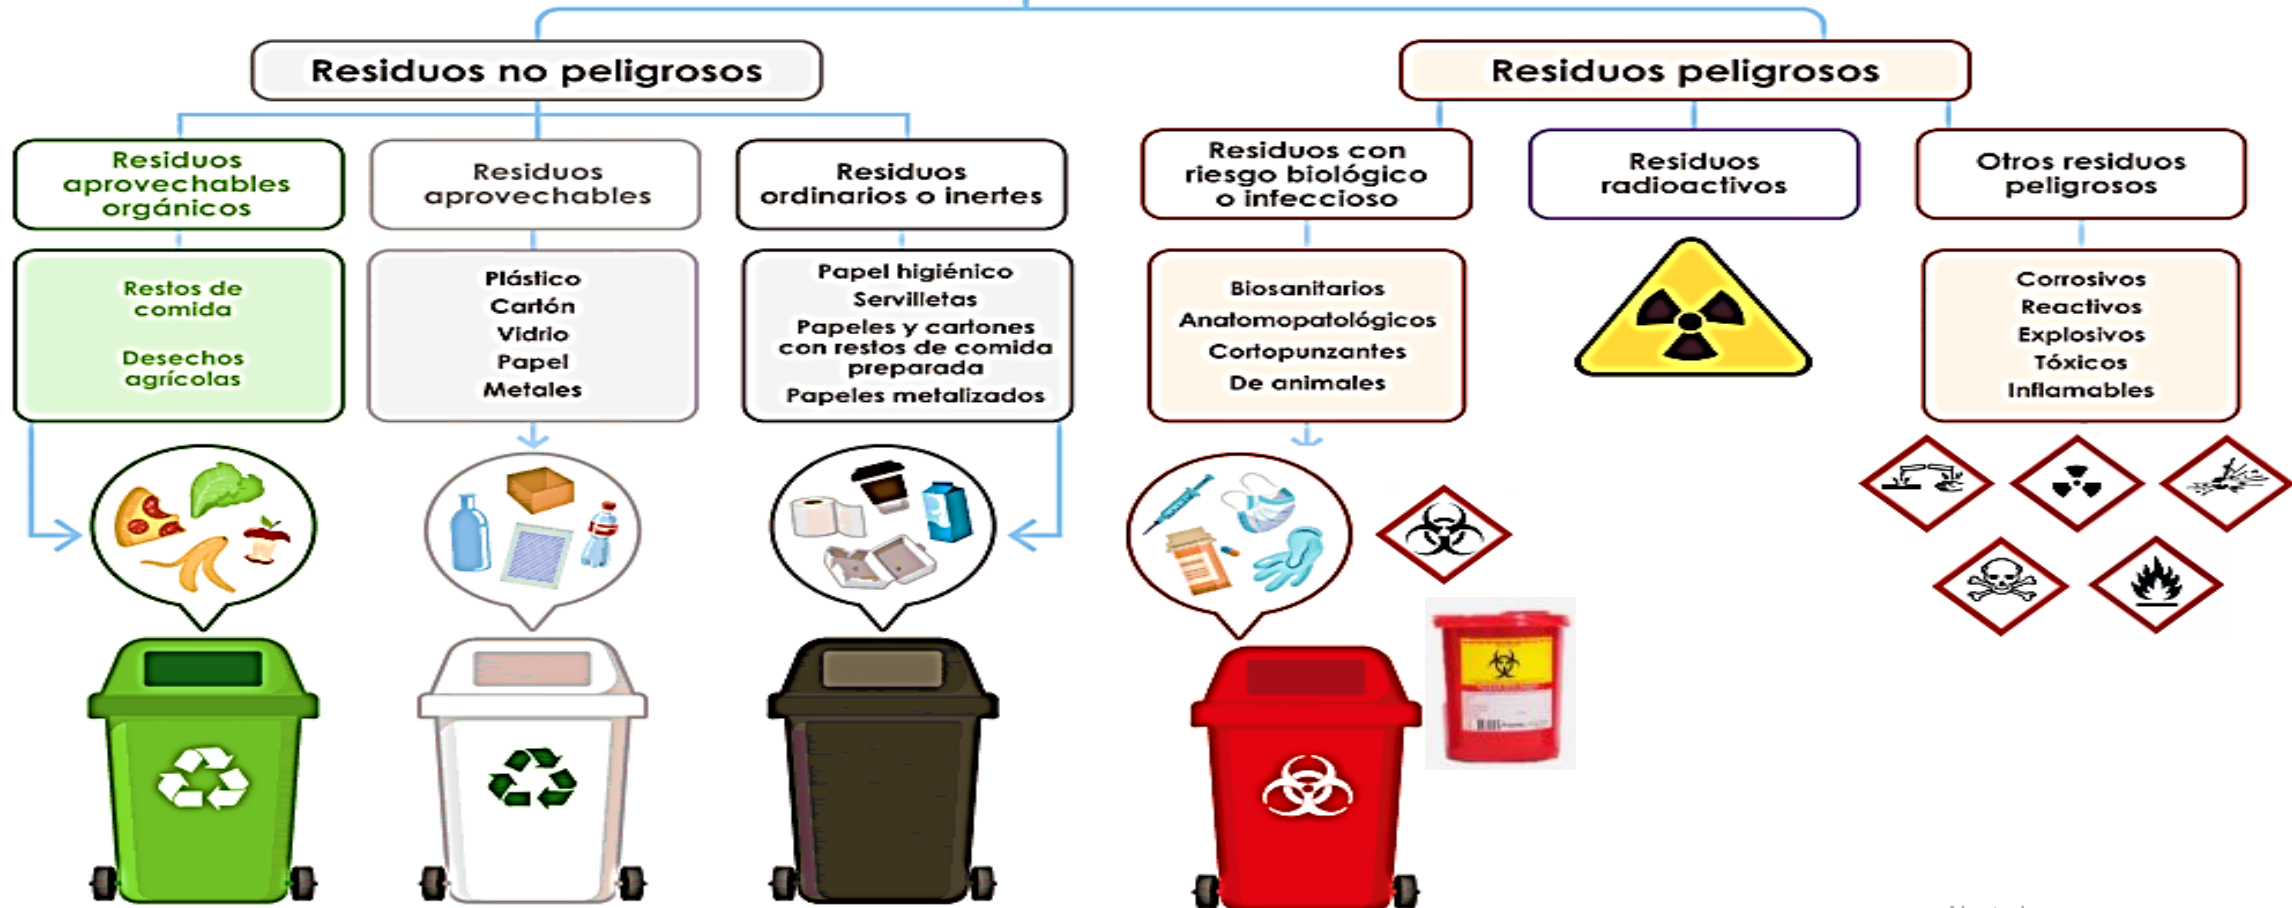 Residuos no peligrosos
Residuos peligrosos
Residuos
aprovechables
orgánicos
Residuos
aprovechables
Residuos
ordinarios o inertes
Residuos con
riesgo biológico
o infeccioso
Residuos
radioactivos
Otros residuos
peligrosos
Restos de
comida
Desechos
agrícolas
Plástico
Cartón
Vidrio
Papel
Metales
Papel higiénico
Servilletas
Papeles y cartones
con restos de comida
preparada
Papeles metalizados
Biosanitarios
Anatomopatológicos
Cortopunzantes
De animales
Corrosivos
Reactivos
Explosivos
Tóxicos
Inflamables